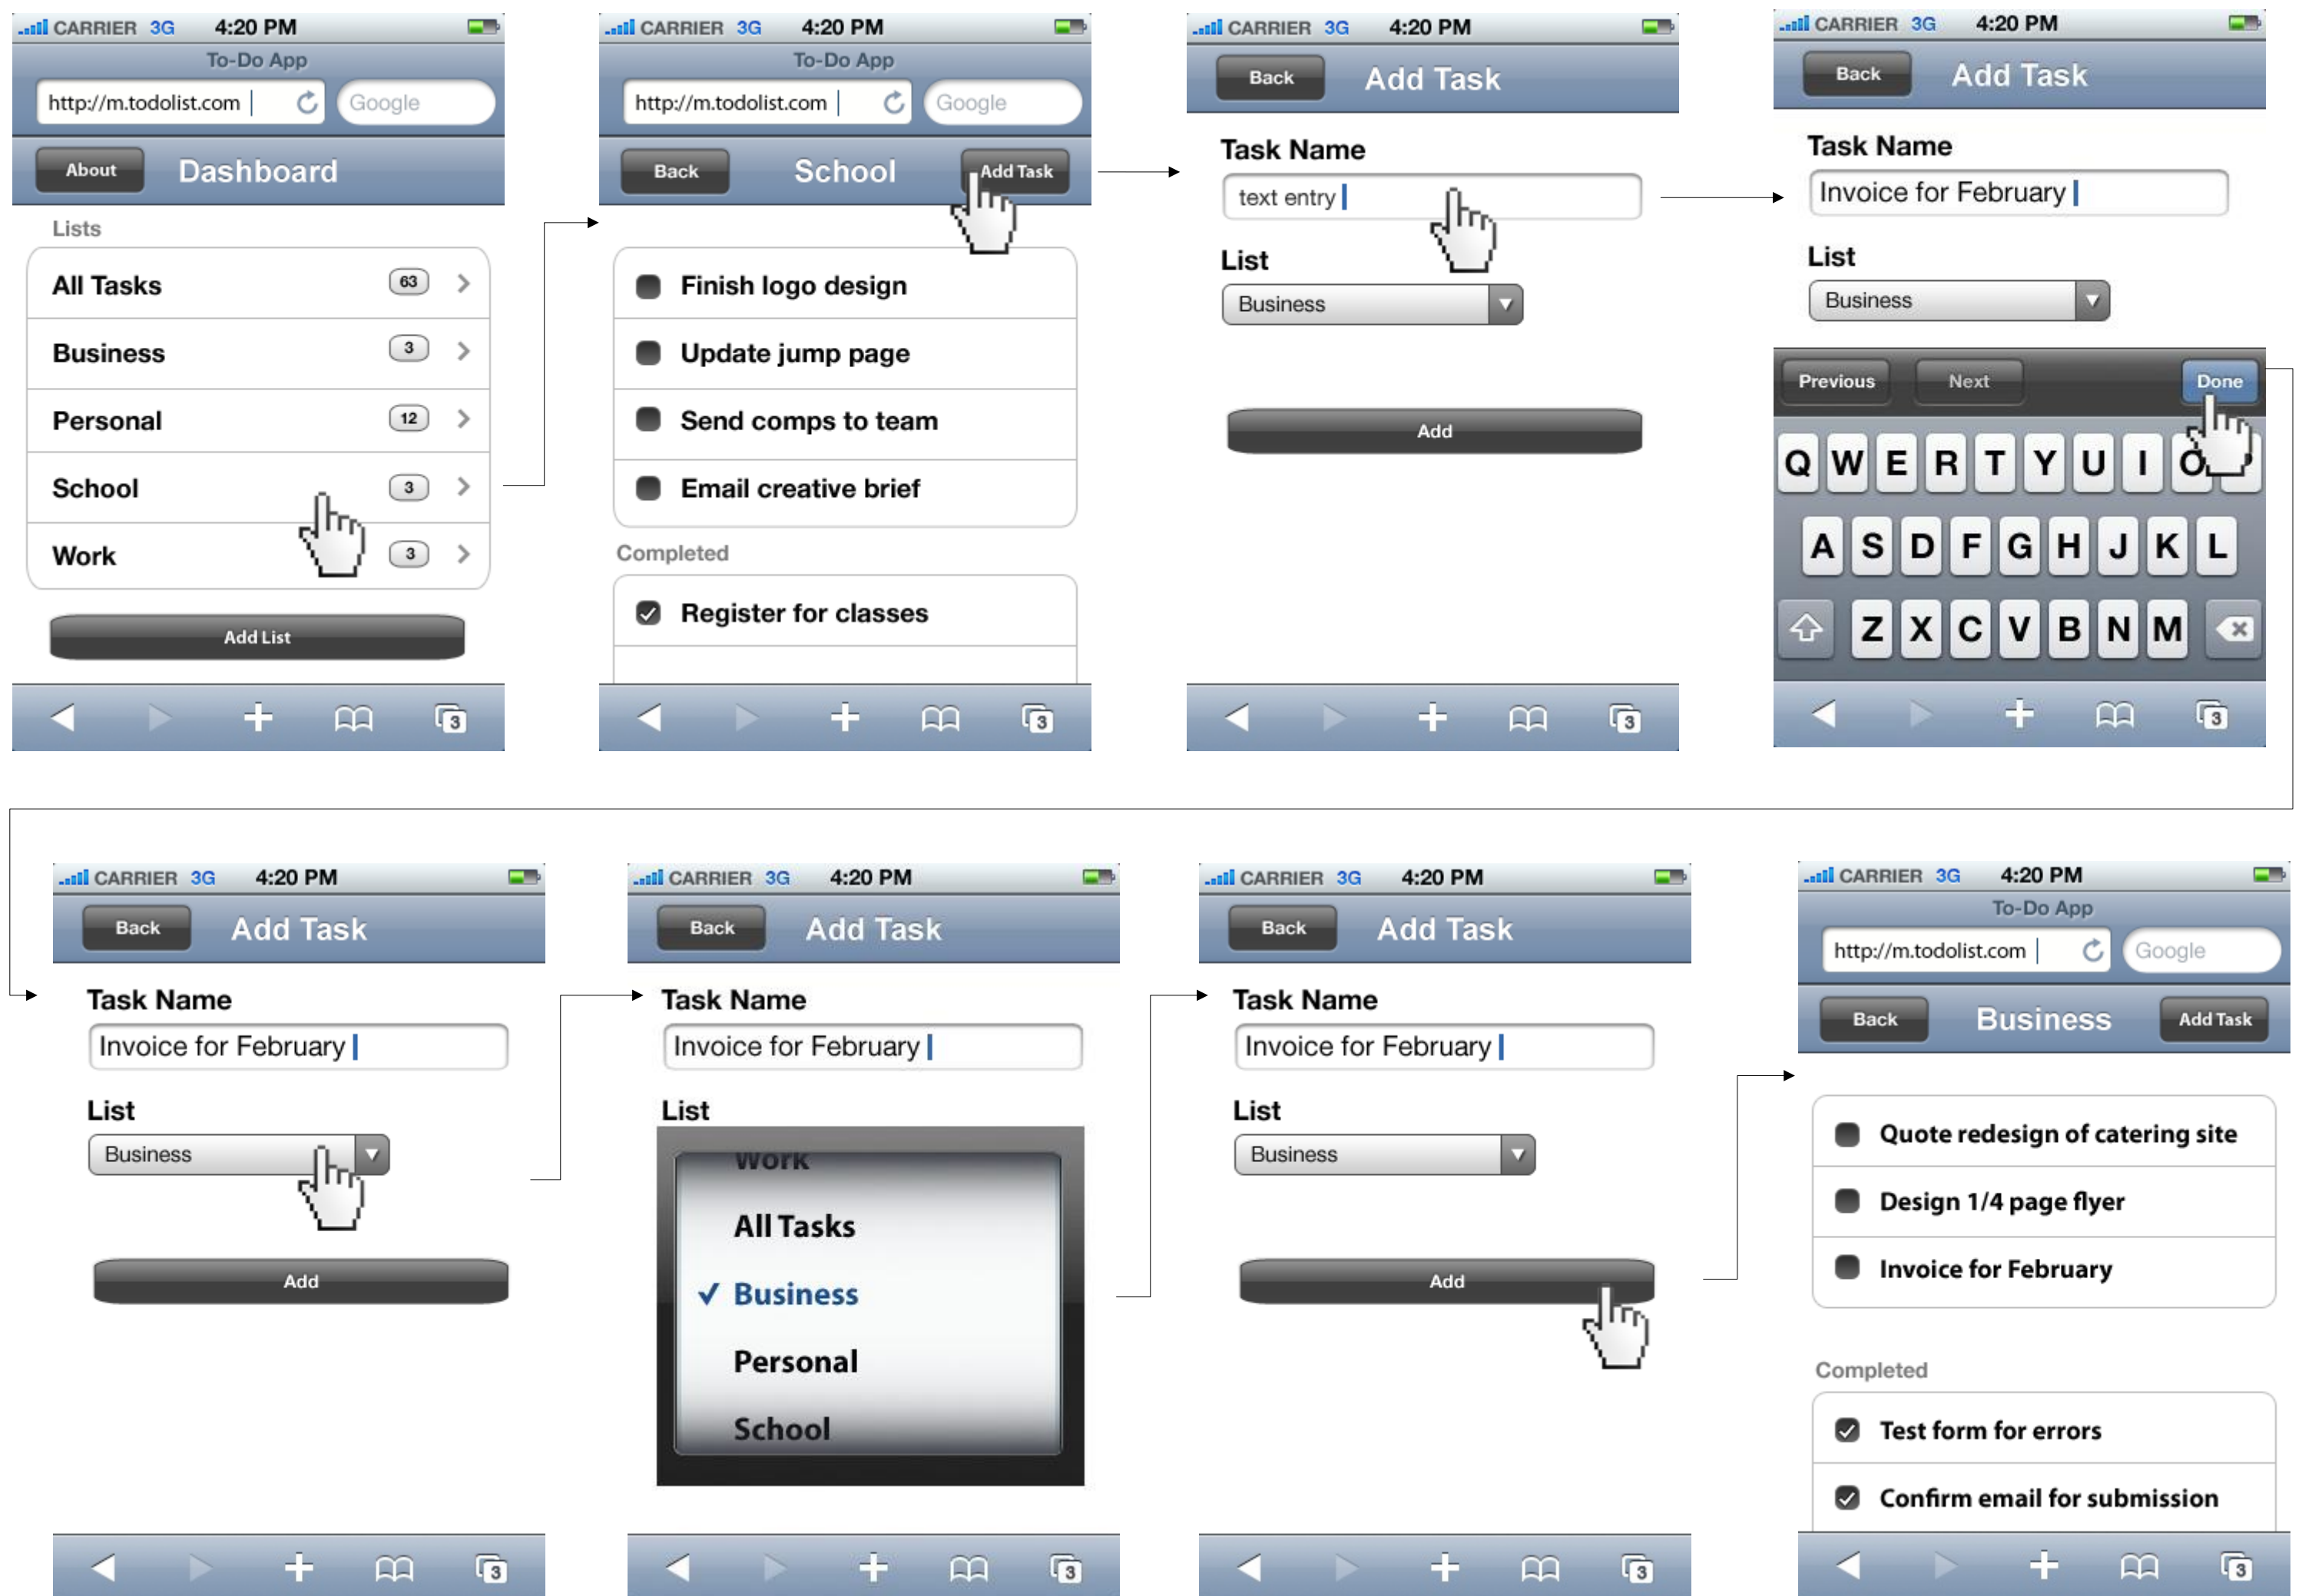 CARRIER 3G 4:20 PM
To-Do App
http://m.todolist.com Google
About Dashboard
Lists
All Tasks 63
Business 3
Personal 12
School 3
Work 3
Add List
3
CARRIER 3G 4:20 PM
To-Do App
http://m.todolist.com Google
Back School Add Task
Finish logo design
Update jump page
Send comps to team
Email creative brief
Completed
Register for classes
3
CARRIER 3G 4:20 PM
Back Add Task
Task Name
text entry
List
Business
Add
3
CARRIER 3G 4:20 PM
Back Add Task
Task Name
Invoice for February
List
Business
Previous Next Done
Q W E R T Y U I O
A S D F G H J K L
Z X C V B N M
3
CARRIER 3G 4:20 PM
Back Add Task
Task Name
Invoice for February
List
Business
Add
3
CARRIER 3G 4:20 PM
Back Add Task
Task Name
Invoice for February
List
Work
All Tasks
✓ Business
Personal
School
3
CARRIER 3G 4:20 PM
Back Add Task
Task Name
Invoice for February
List
Business
Add
3
CARRIER 3G 4:20 PM
To-Do App
http://m.todolist.com Google
Back Business Add Task
Quote redesign of catering site
Design 1/4 page flyer
Invoice for February
Completed
Test form for errors
Confirm email for submission
3